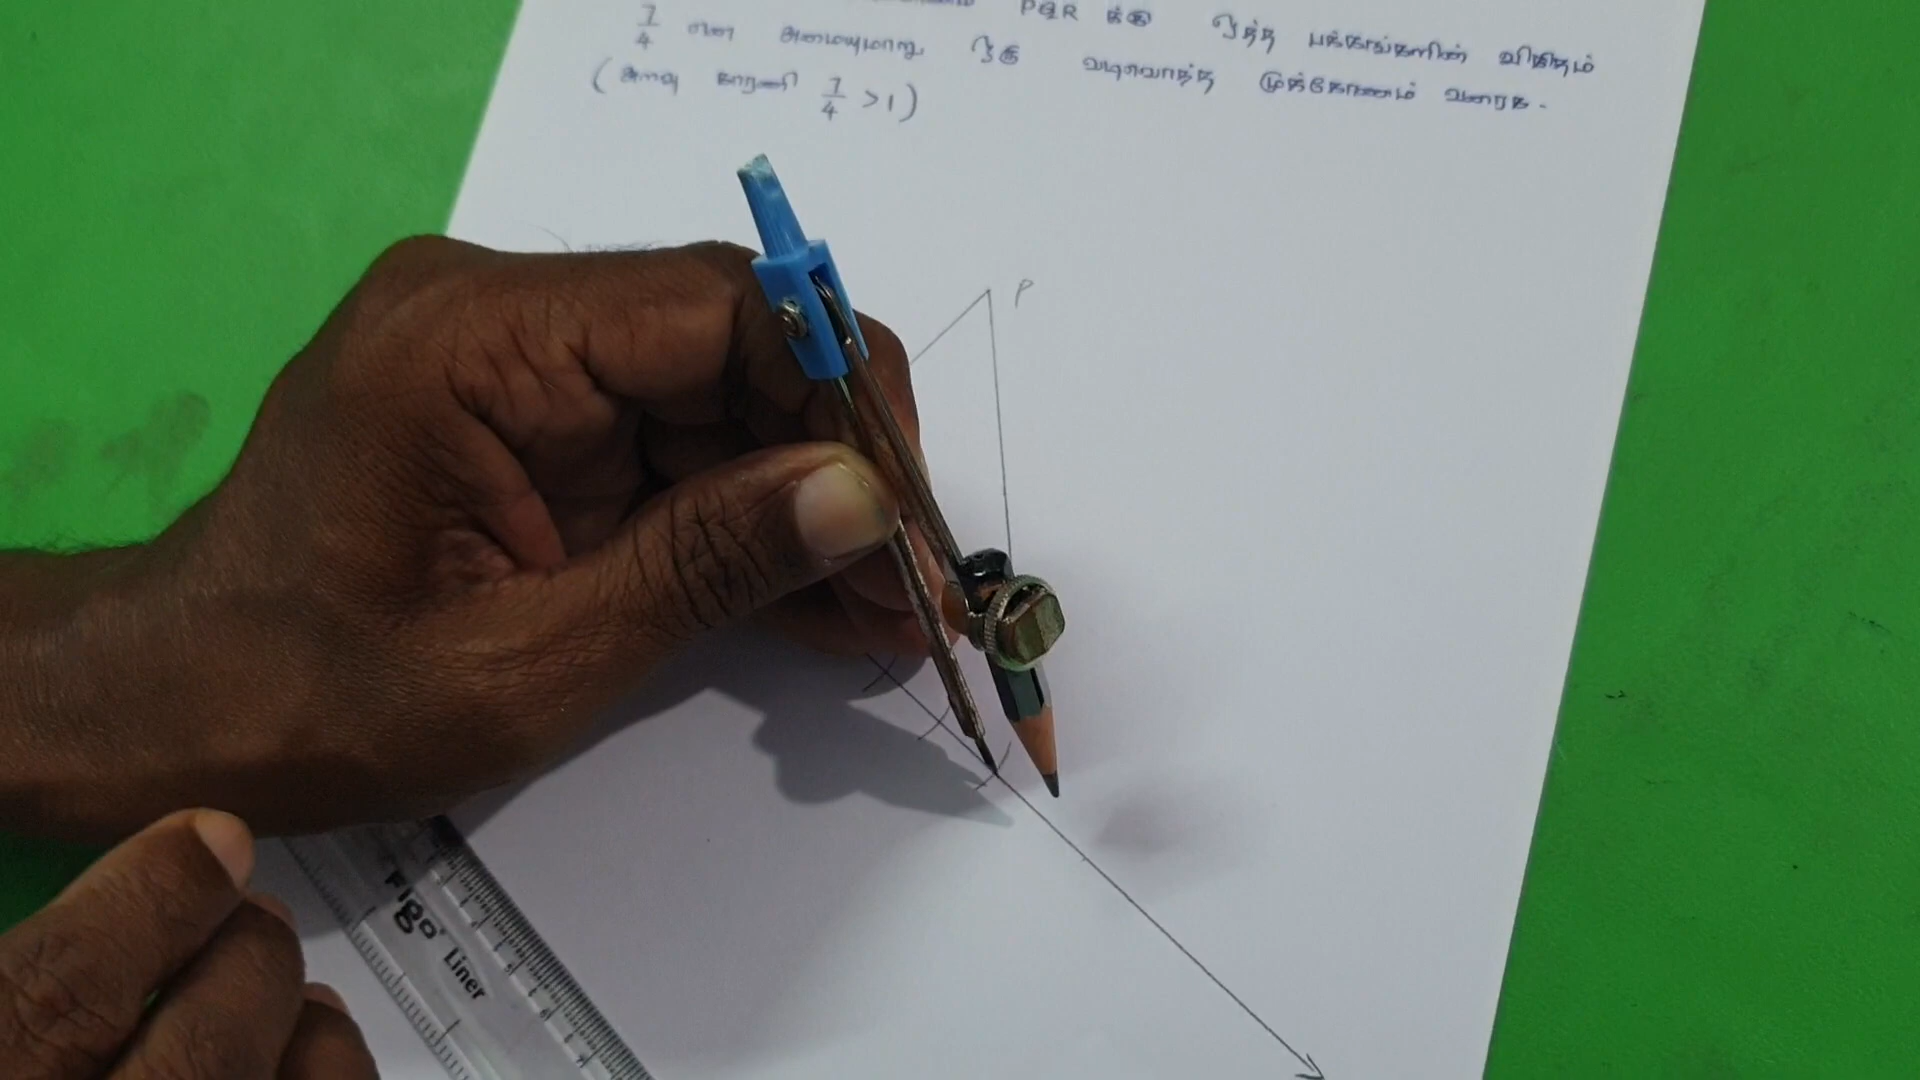 PQR க்கு ஒத்த பக்கங்களின் விகிதம்
7/4 என அமையுமாறு ஒரு வடிவொத்த முக்கோணம் வரைக.
(அளவு காரணி 7/4 > 1)
P
Flgo Liner